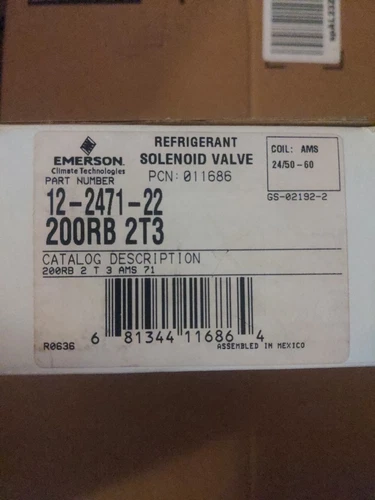 EMERSON
Climate Technologies
REFRIGERANT
SOLENOID VALVE
PCN: 011686
COIL: AMS
24/50-60
PART NUMBER
12-2471-22
GS-02192-2
200RB 2T3
CATALOG DESCRIPTION
200RB 2 T 3 AMS 71
6 81344 11686 4
R0636
ASSEMBLED IN MEXICO